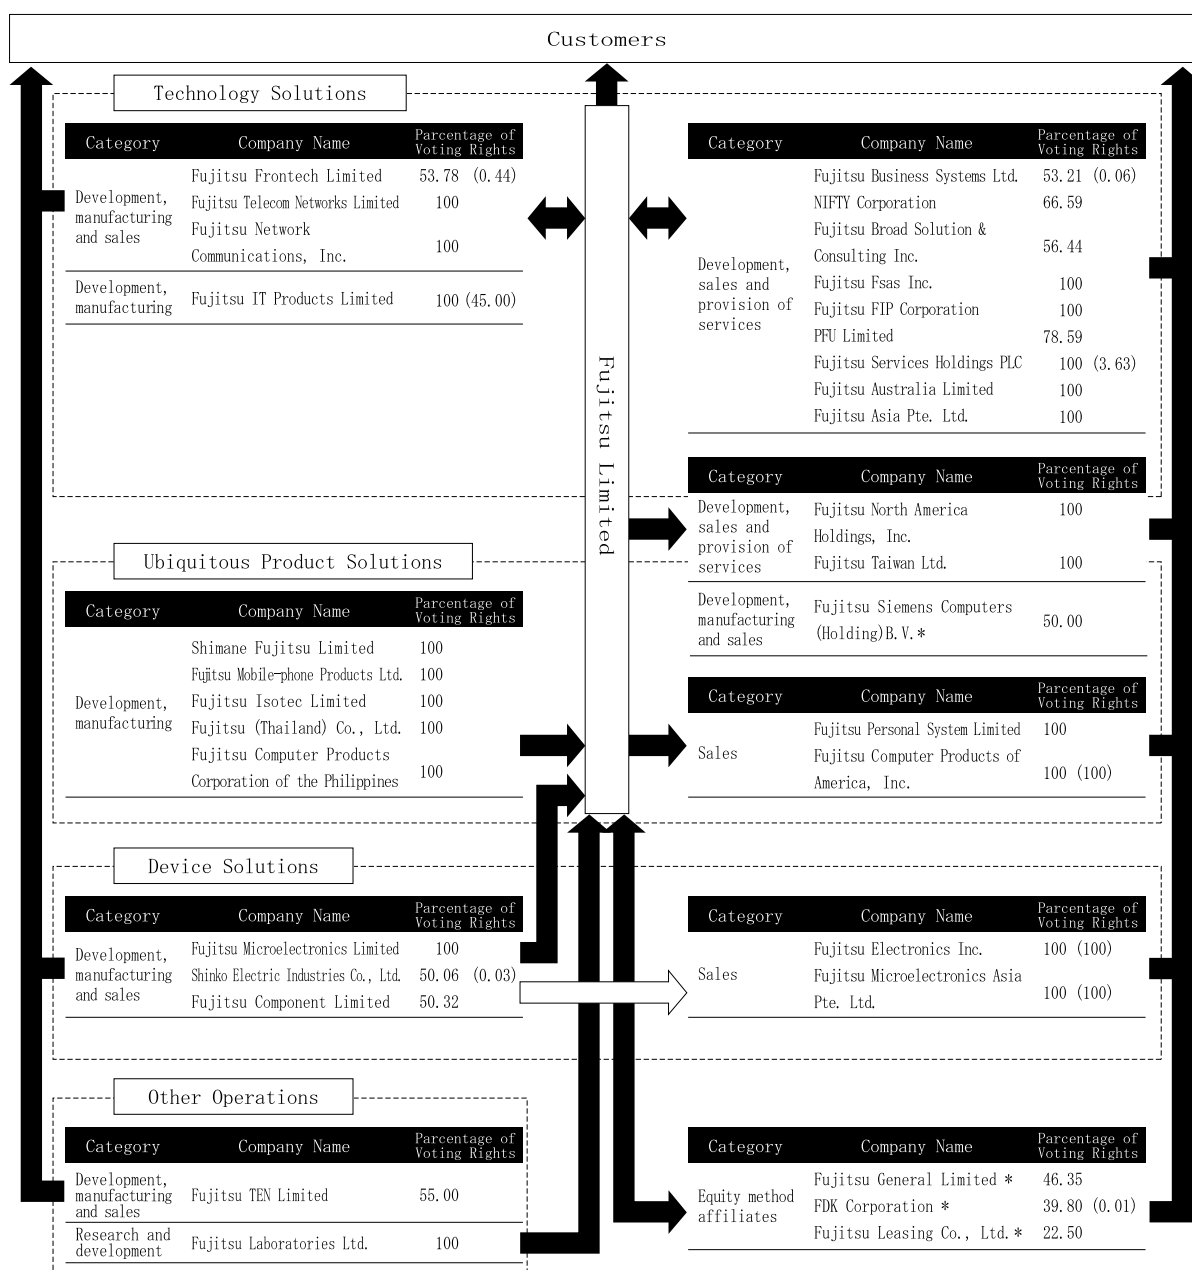 Customers
Technology Solutions
Category Company Name Parcentage of
Voting Rights
Development,
manufacturing
and sales
Fujitsu Frontech Limited 53.78 (0.44)
Fujitsu Telecom Networks Limited 100
Fujitsu Network
Communications, Inc. 100
Development,
manufacturing
Fujitsu IT Products Limited 100 (45.00)
Category Company Name Parcentage of
Voting Rights
Development,
sales and
provision of
services
Fujitsu Business Systems Ltd. 53.21 (0.06)
NIFTY Corporation 66.59
Fujitsu Broad Solution &
Consulting Inc. 56.44
Fujitsu Fsas Inc. 100
Fujitsu FIP Corporation 100
PFU Limited 78.59
Fujitsu Services Holdings PLC 100 (3.63)
Fujitsu Australia Limited 100
Fujitsu Asia Pte. Ltd. 100
Fujitsu Limited
Category Company Name Parcentage of
Voting Rights
Development,
sales and
provision of
services
Fujitsu North America 100
Holdings, Inc.
Fujitsu Taiwan Ltd. 100
Development,
manufacturing
and sales
Fujitsu Siemens Computers
(Holding)B.V.* 50.00
Ubiquitous Product Solutions
Category Company Name Parcentage of
Voting Rights
Development,
manufacturing
Shimane Fujitsu Limited 100
Fujitsu Mobile-phone Products Ltd. 100
Fujitsu Isotec Limited 100
Fujitsu (Thailand) Co., Ltd. 100
Fujitsu Computer Products
Corporation of the Philippines 100
Category Company Name Parcentage of
Voting Rights
Sales
Fujitsu Personal System Limited 100
Fujitsu Computer Products of
America, Inc. 100 (100)
Device Solutions
Category Company Name Parcentage of
Voting Rights
Development,
manufacturing
and sales
Fujitsu Microelectronics Limited 100
Shinko Electric Industries Co., Ltd. 50.06 (0.03)
Fujitsu Component Limited 50.32
Category Company Name Parcentage of
Voting Rights
Sales
Fujitsu Electronics Inc. 100 (100)
Fujitsu Microelectronics Asia
Pte. Ltd. 100 (100)
Other Operations
Category Company Name Parcentage of
Voting Rights
Development,
manufacturing
and sales
Fujitsu TEN Limited 55.00
Research and
development
Fujitsu Laboratories Ltd. 100
Category Company Name Parcentage of
Voting Rights
Equity method
affiliates
Fujitsu General Limited * 46.35
FDK Corporation * 39.80 (0.01)
Fujitsu Leasing Co., Ltd.* 22.50